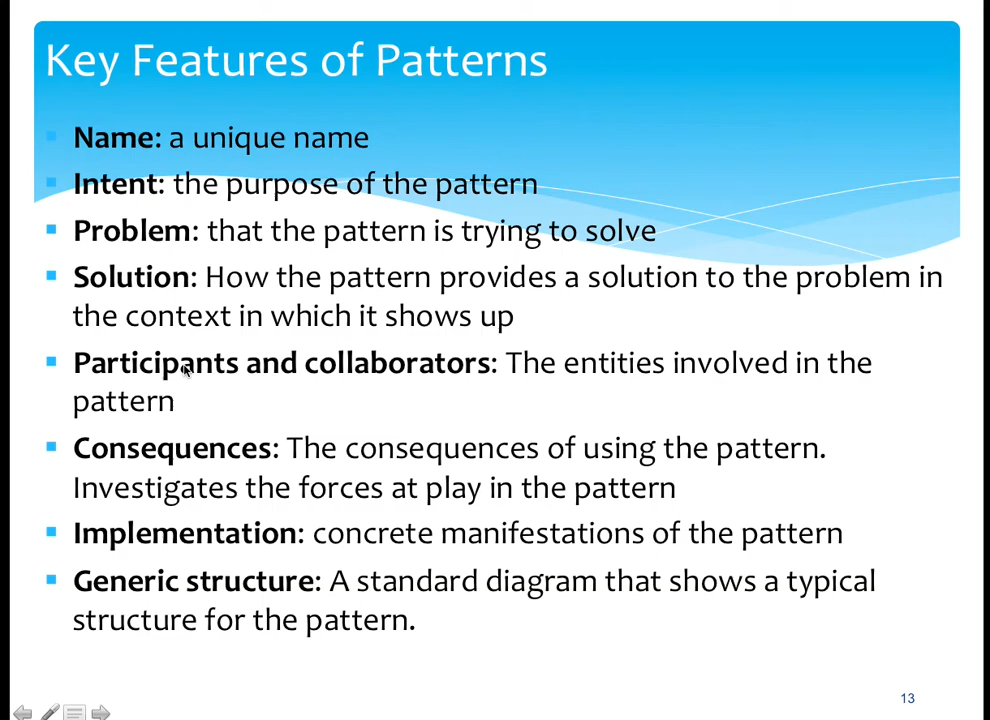 Key Features of Patterns
Name: a unique name
Intent: the purpose of the pattern
Problem: that the pattern is trying to solve
Solution: How the pattern provides a solution to the problem in
the context in which it shows up
Participants and collaborators: The entities involved in the
pattern
Consequences: The consequences of using the pattern.
Investigates the forces at play in the pattern
Implementation: concrete manifestations of the pattern
Generic structure: A standard diagram that shows a typical
structure for the pattern.
13